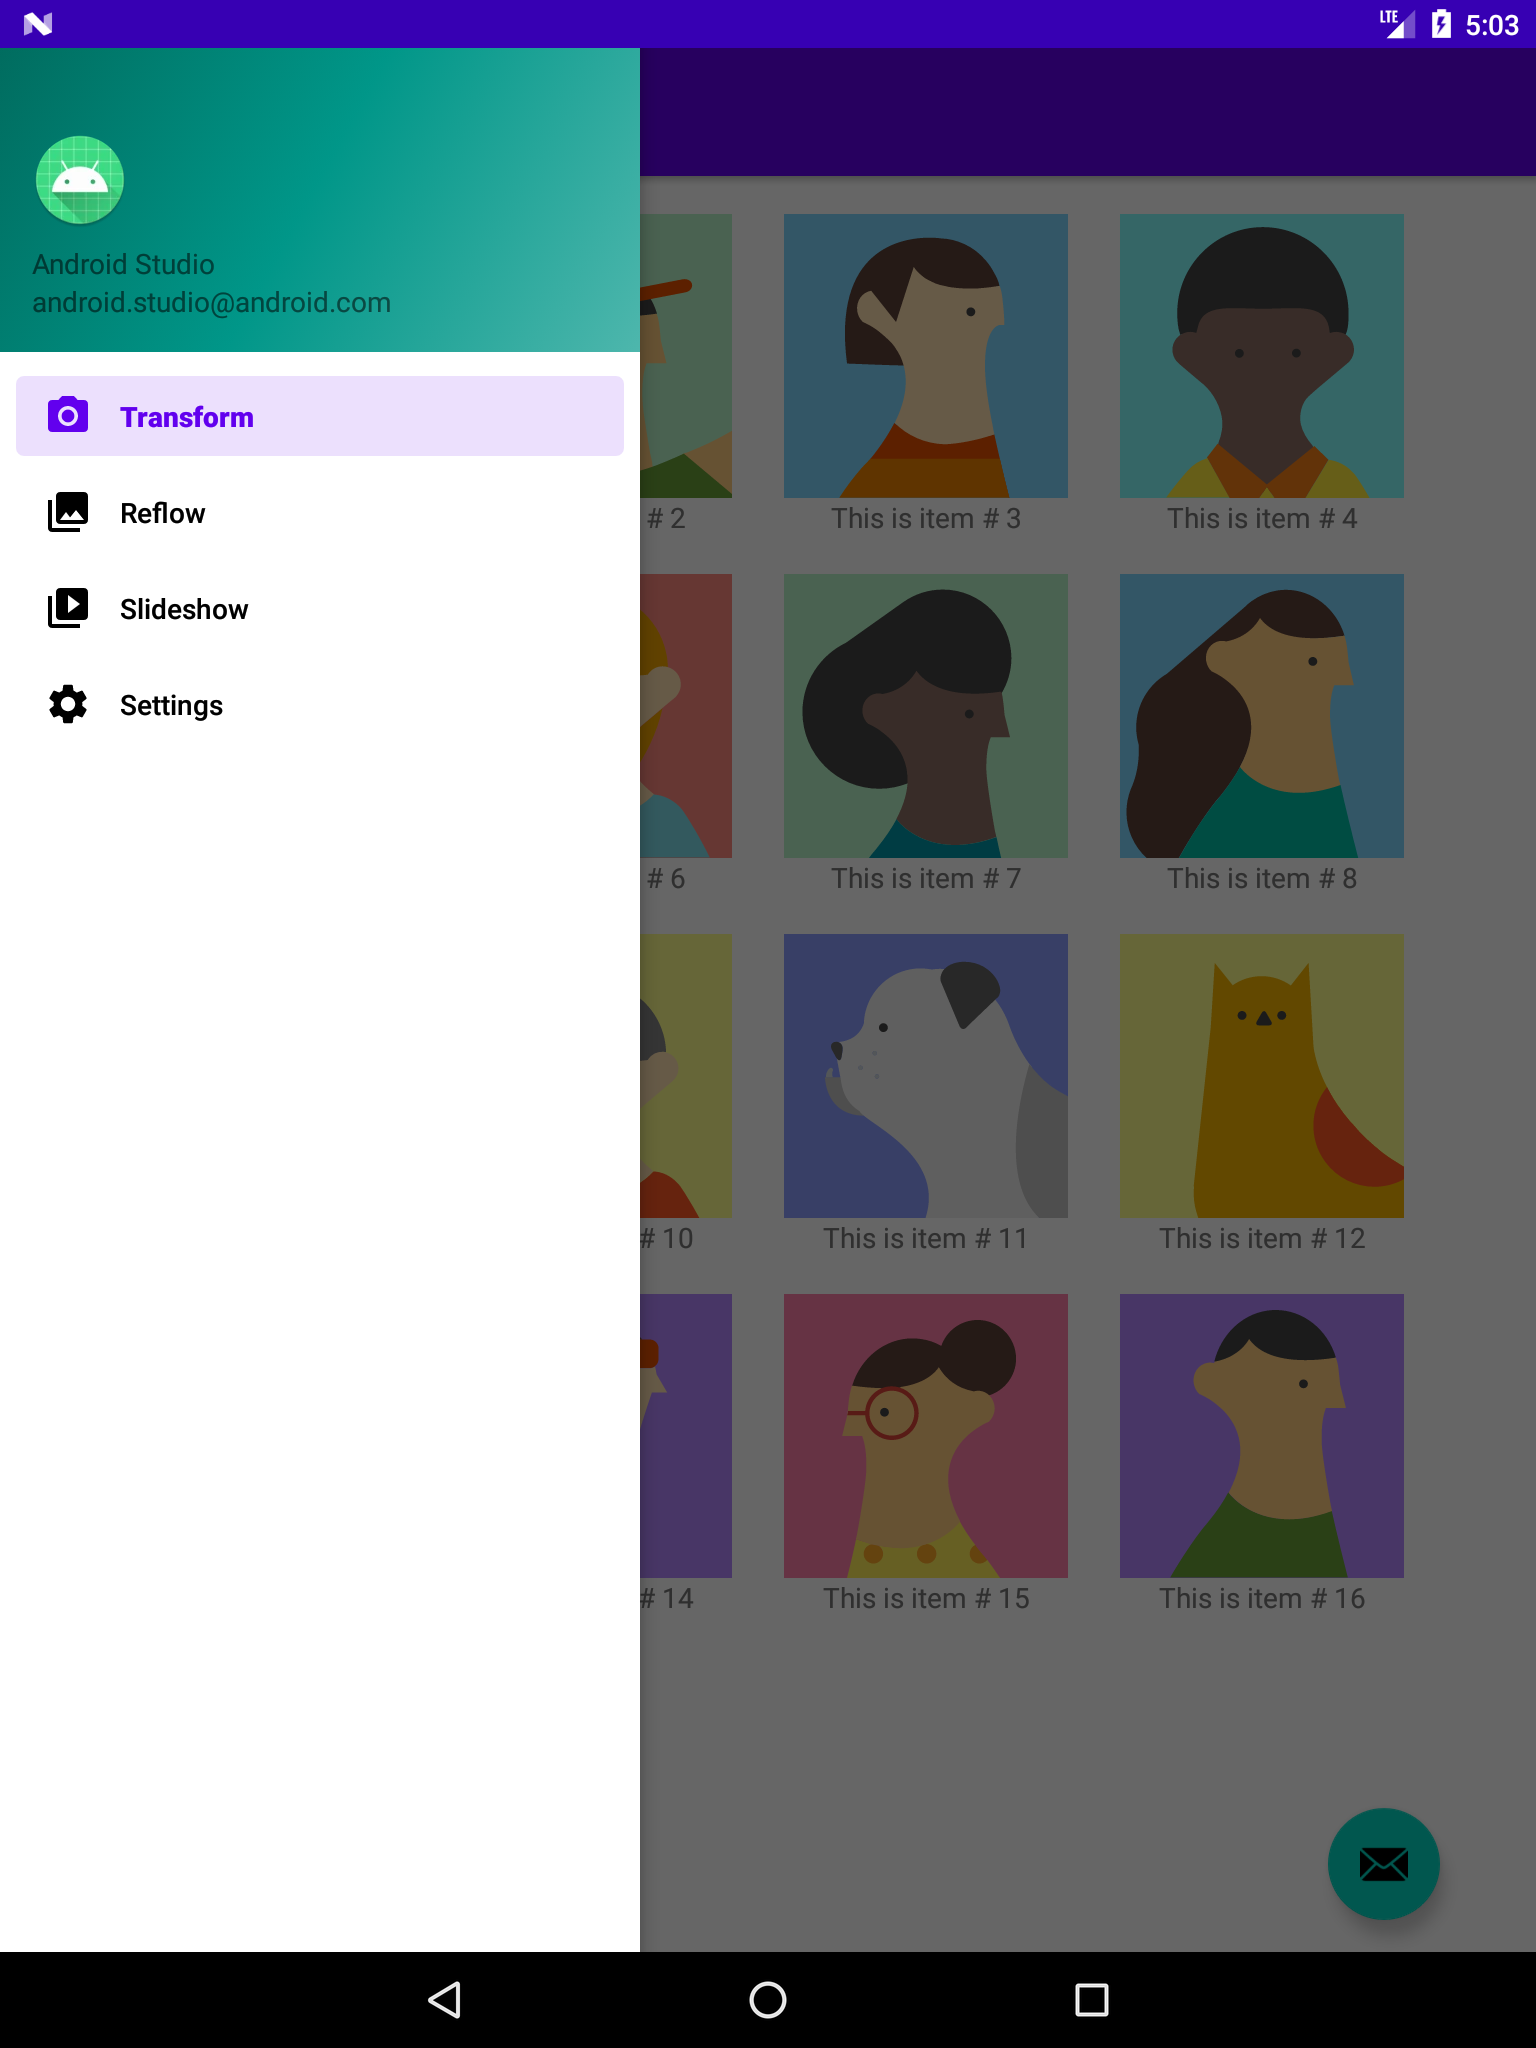 LTE 5:03
Android Studio
android.studio@android.com
Transform
Reflow
Slideshow
Settings
# 2
This is item # 3
This is item # 4
# 6
This is item # 7
This is item # 8
# 10
This is item # 11
This is item # 12
# 14
This is item # 15
This is item # 16